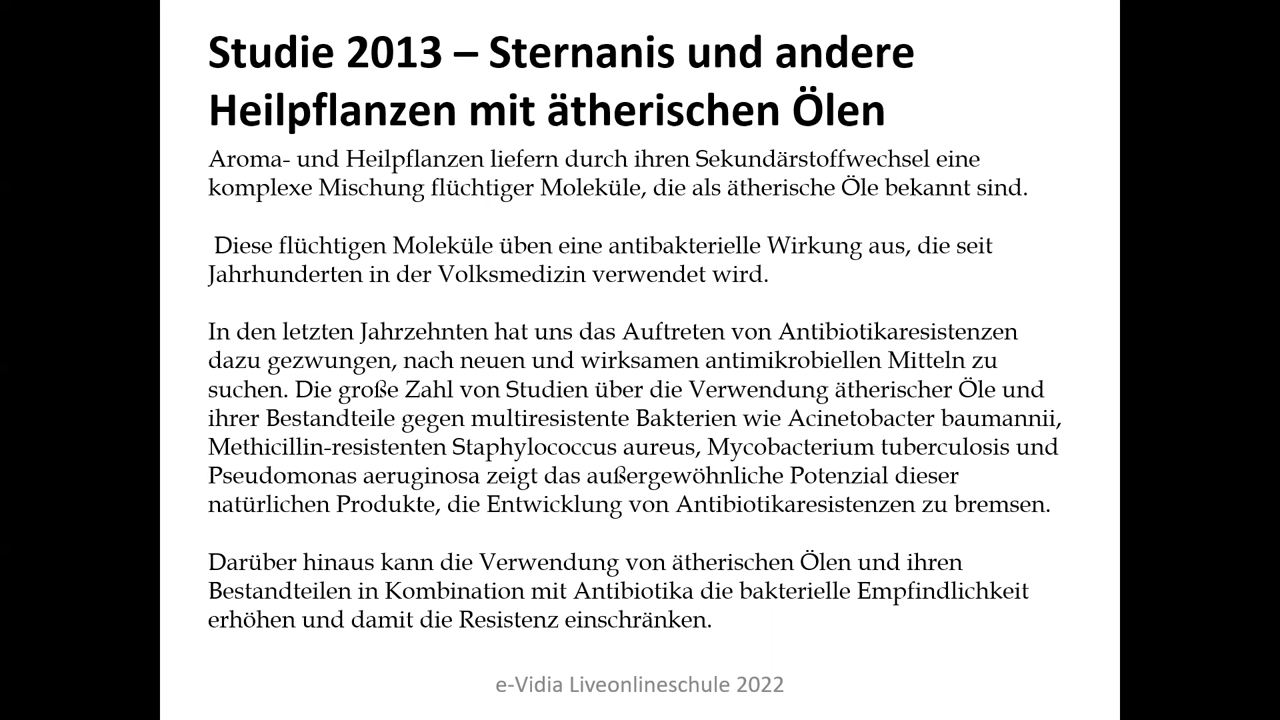 Studie 2013 – Sternanis und andere
Heilpflanzen mit ätherischen Ölen
Aroma- und Heilpflanzen liefern durch ihren Sekundärstoffwechsel eine
komplexe Mischung flüchtiger Moleküle, die als ätherische Öle bekannt sind.
Diese flüchtigen Moleküle üben eine antibakterielle Wirkung aus, die seit
Jahrhunderten in der Volksmedizin verwendet wird.
In den letzten Jahrzehnten hat uns das Auftreten von Antibiotikaresistenzen
dazu gezwungen, nach neuen und wirksamen antimikrobiellen Mitteln zu
suchen. Die große Zahl von Studien über die Verwendung ätherischer Öle und
ihrer Bestandteile gegen multiresistente Bakterien wie Acinetobacter baumannii,
Methicillin-resistenten Staphylococcus aureus, Mycobacterium tuberculosis und
Pseudomonas aeruginosa zeigt das außergewöhnliche Potenzial dieser
natürlichen Produkte, die Entwicklung von Antibiotikaresistenzen zu bremsen.
Darüber hinaus kann die Verwendung von ätherischen Ölen und ihren
Bestandteilen in Kombination mit Antibiotika die bakterielle Empfindlichkeit
erhöhen und damit die Resistenz einschränken.
e-Vidia Liveonlineschule 2022